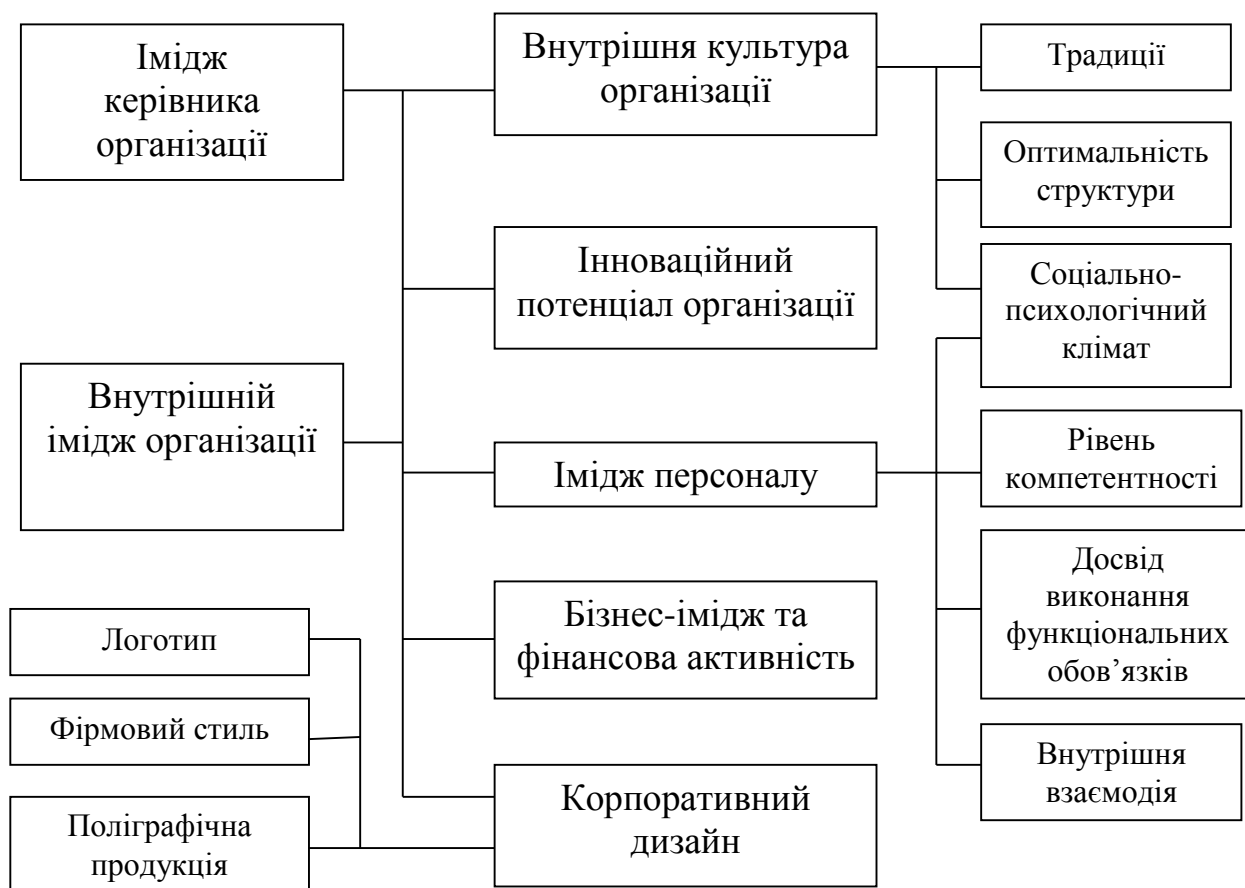 Імідж
керівника
організації
Внутрішня культура
організації
Традиції
Оптимальність
структури
Інноваційний
потенціал організації
Соціально-
психологічний
клімат
Внутрішній
імідж організації
Імідж персоналу
Рівень
компетентності
Бізнес-імідж та
фінансова активність
Досвід
виконання
функціональних
обов’язків
Логотип
Фірмовий стиль
Поліграфічна
продукція
Корпоративний
дизайн
Внутрішня
взаємодія